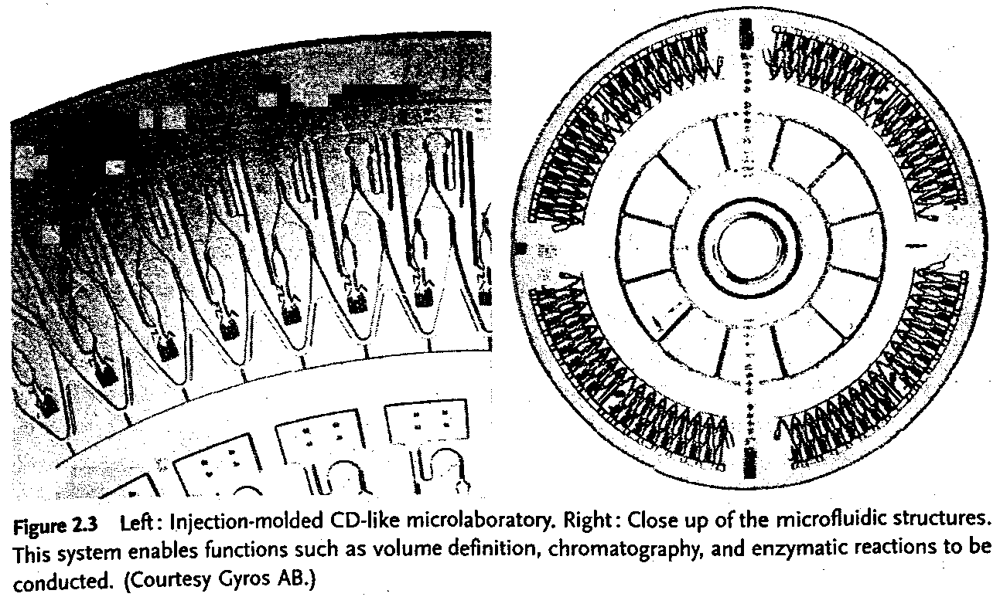 Figure 2.3 Left: Injection-molded CD-like microlaboratory. Right: Close up of the microfluidic structures.
This system enables functions such as volume definition, chromatography, and enzymatic reactions to be
conducted. (Courtesy Gyros AB.)